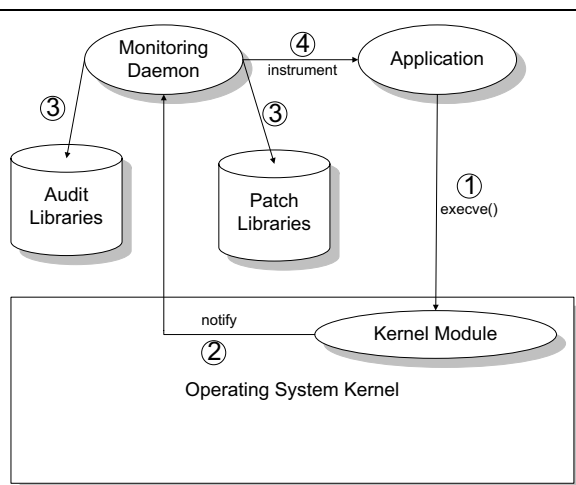 Monitoring
Daemon
④
instrument
Application
③
③
Audit
Libraries
Patch
Libraries
①
execve()
notify
②
Kernel Module
Operating System Kernel